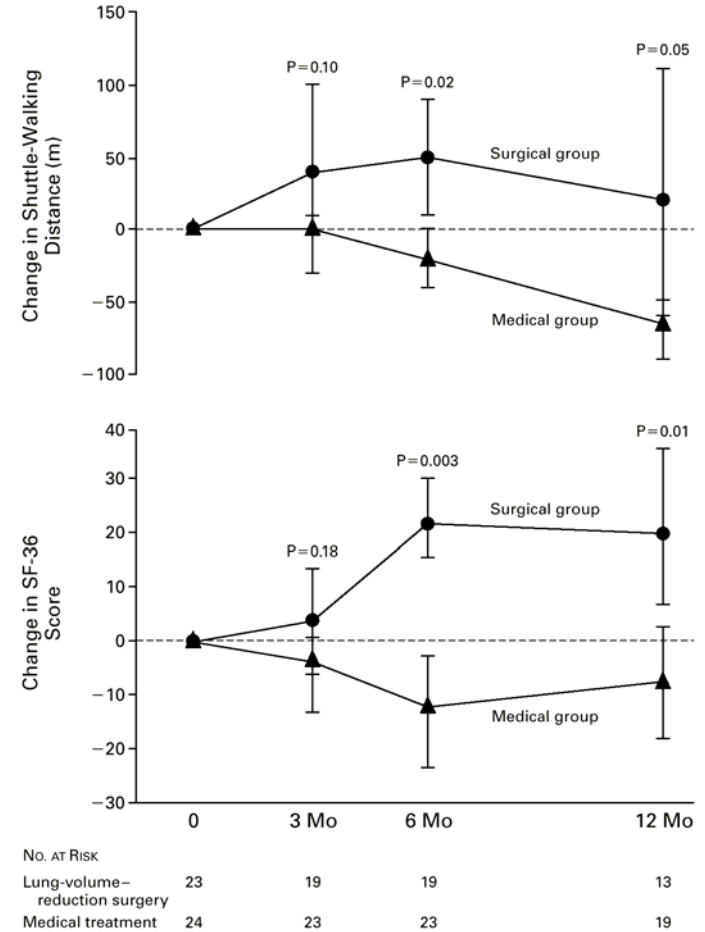 150
100
50
0
−50
−100
Change in Shuttle-Walking
Distance (m)
P=0.10
P=0.02
P=0.05
Surgical group
Medical group
40
30
20
10
0
−10
−20
−30
Change in SF-36
Score
P=0.18
P=0.003
P=0.01
Surgical group
Medical group
0 3 Mo 6 Mo 12 Mo
NO. AT RISK
Lung-volume–
reduction surgery 23 19 19 13
Medical treatment 24 23 23 19